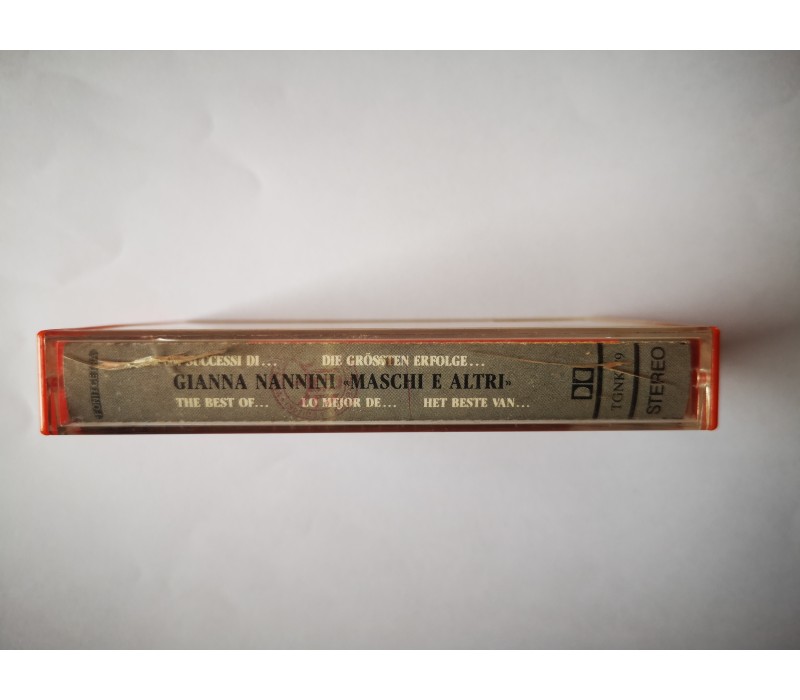 SUCCESSI DI... DIE GRÖSSTEN ERFOLGE...
GIANNA NANNINI «MASCHI E ALTRI»
THE BEST OF... LO MEJOR DE... HET BESTE VAN...
STEREO